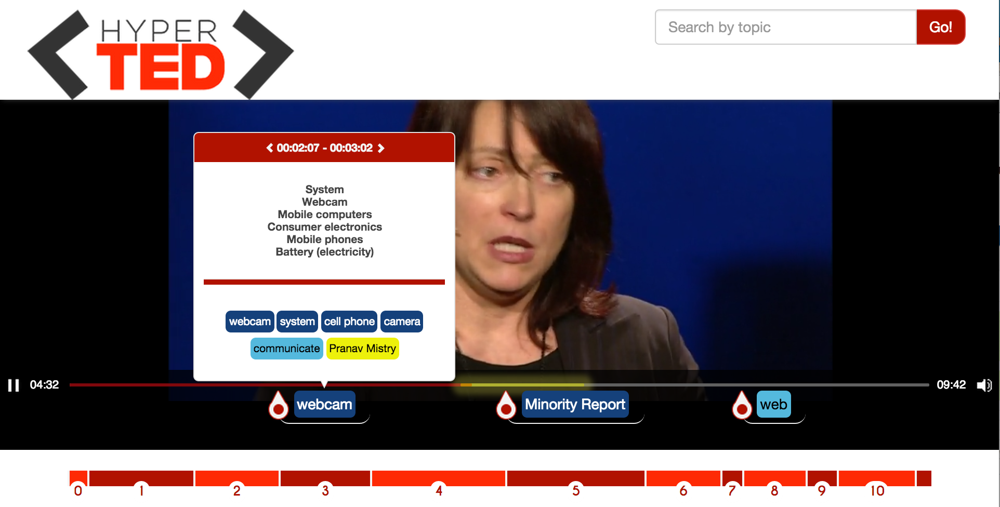 HYPER
TED
Search by topic
Go!
00:02:07 - 00:03:02
System
Webcam
Mobile computers
Consumer electronics
Mobile phones
Battery (electricity)
webcam system cell phone camera
communicate Pranav Mistry
04:32
09:42
webcam Minority Report web
0 1 2 3 4 5 6 7 8 9 10